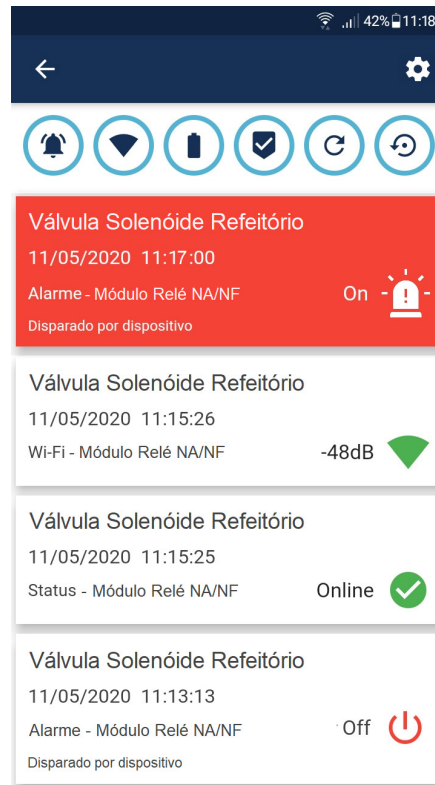 42% 11:18
Válvula Solenóide Refeitório
11/05/2020 11:17:00
Alarme - Módulo Relé NA/NF On
Disparado por dispositivo
Válvula Solenóide Refeitório
11/05/2020 11:15:26
Wi-Fi - Módulo Relé NA/NF -48dB
Válvula Solenóide Refeitório
11/05/2020 11:15:25
Status - Módulo Relé NA/NF Online
Válvula Solenóide Refeitório
11/05/2020 11:13:13
Alarme - Módulo Relé NA/NF Off
Disparado por dispositivo